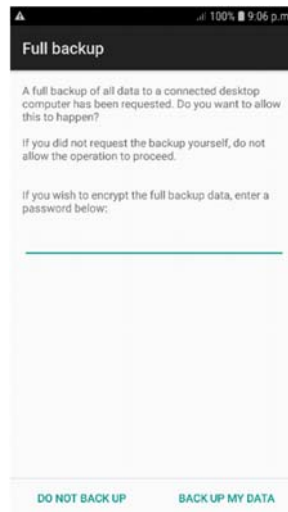 100% 9:06 p.m
Full backup
A full backup of all data to a connected desktop
computer has been requested. Do you want to allow
this to happen?
If you did not request the backup yourself, do not
allow the operation to proceed.
If you wish to encrypt the full backup data, enter a
password below:
DO NOT BACK UP BACK UP MY DATA